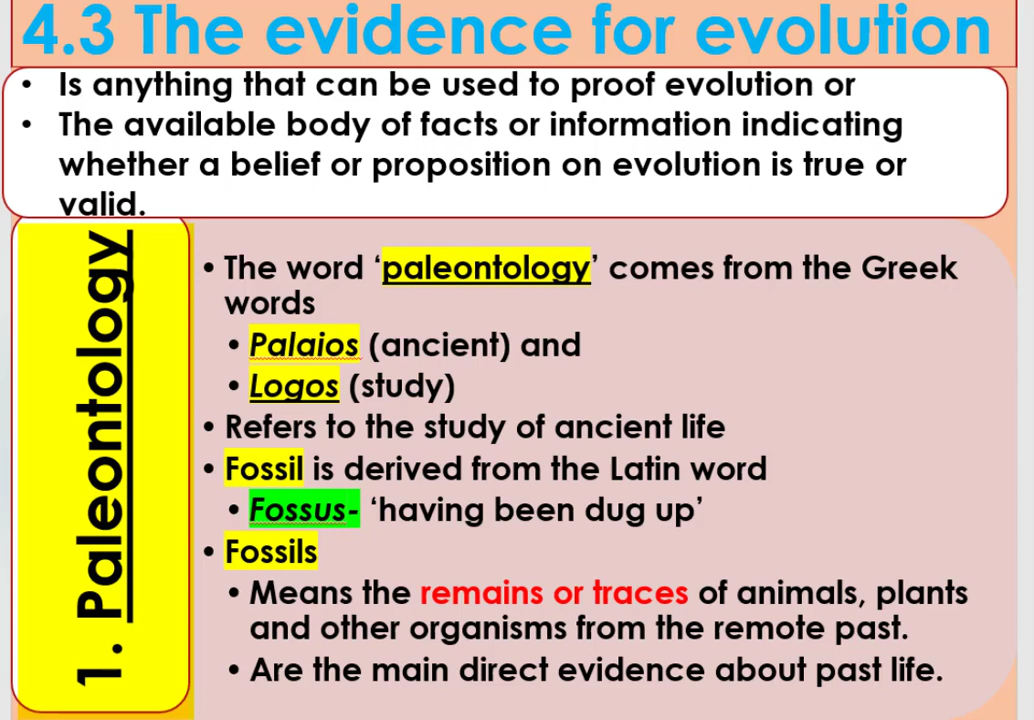 4.3 The evidence for evolution
• Is anything that can be used to proof evolution or
• The available body of facts or information indicating
whether a belief or proposition on evolution is true or
valid.
1. Paleontology
• The word ‘paleontology’ comes from the Greek
words
• Palaios (ancient) and
• Logos (study)
• Refers to the study of ancient life
• Fossil is derived from the Latin word
• Fossus- ‘having been dug up’
• Fossils
• Means the remains or traces of animals, plants
and other organisms from the remote past.
• Are the main direct evidence about past life.